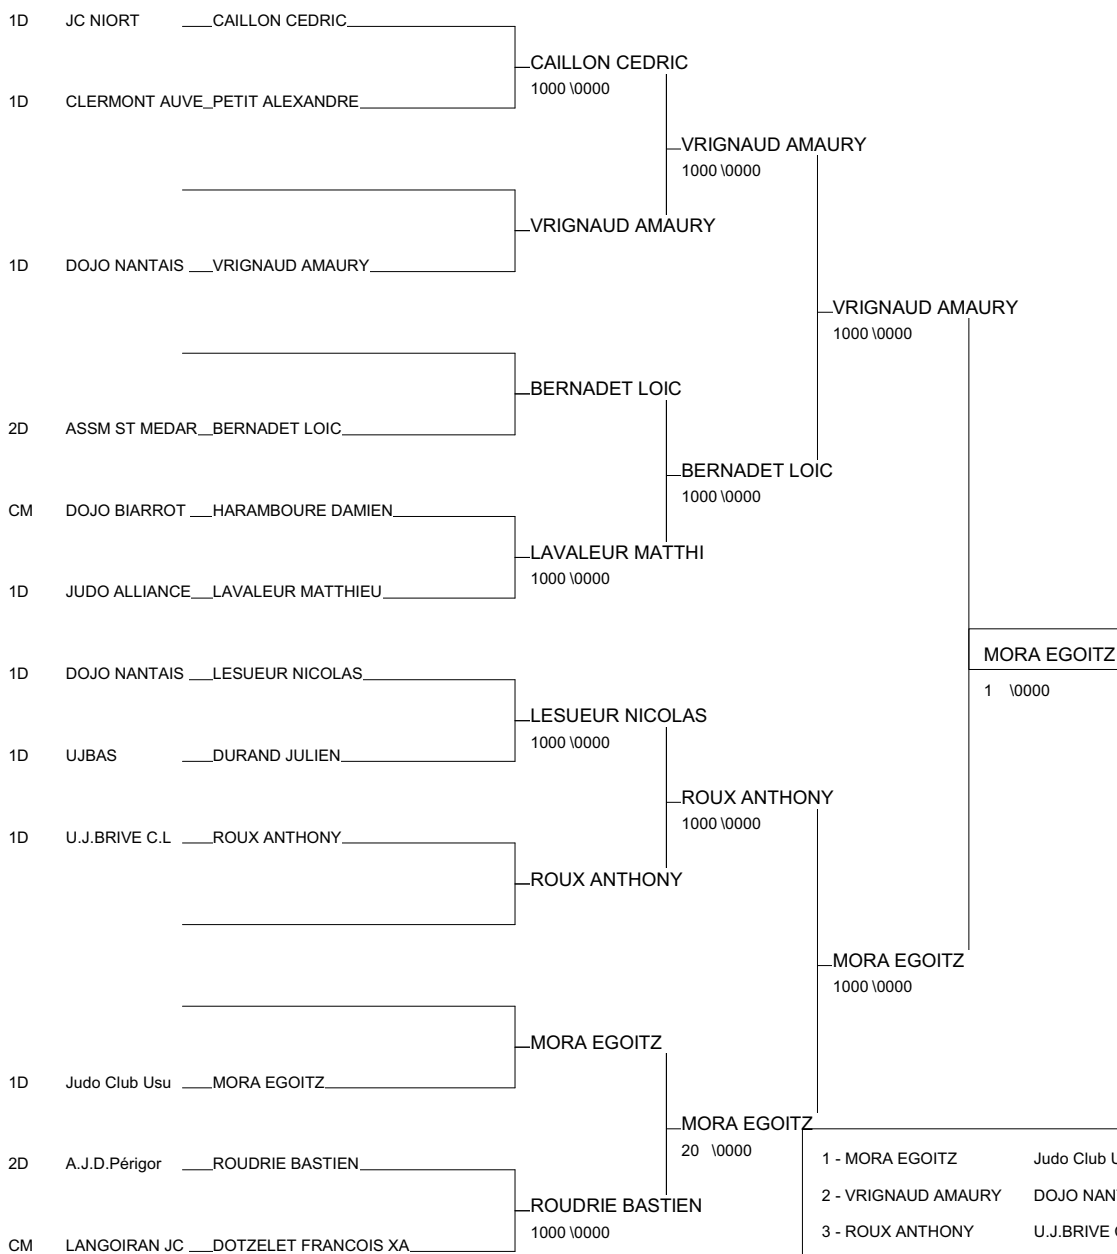 1D JC NIORT CAILLON CEDRIC
CAILLON CEDRIC
1000 \0000
1D CLERMONT AUVE PETIT ALEXANDRE
VRIGNAUD AMAURY
1000 \0000
VRIGNAUD AMAURY
1D DOJO NANTAIS VRIGNAUD AMAURY
VRIGNAUD AMAURY
1000 \0000
BERNADET LOIC
2D ASSM ST MEDAR BERNADET LOIC
BERNADET LOIC
1000 \0000
CM DOJO BIARROT HARAMBOURE DAMIEN
LAVALEUR MATTHI
1000 \0000
1D JUDO ALLIANCE LAVALEUR MATTHIEU
MORA EGOITZ
1 \0000
1D DOJO NANTAIS LESUEUR NICOLAS
LESUEUR NICOLAS
1000 \0000
1D UJBAS DURAND JULIEN
ROUX ANTHONY
1000 \0000
1D U.J.BRIVE C.L ROUX ANTHONY
ROUX ANTHONY
MORA EGOITZ
1000 \0000
MORA EGOITZ
1D Judo Club Usu MORA EGOITZ
MORA EGOITZ
20 \0000
2D A.J.D.Périgor ROUDRIE BASTIEN
ROUDRIE BASTIEN
1000 \0000
CM LANGOIRAN JC DOTZELET FRANCOIS XA
1 - MORA EGOITZ Judo Club U
2 - VRIGNAUD AMAURY DOJO NAN
3 - ROUX ANTHONY U.J.BRIVE